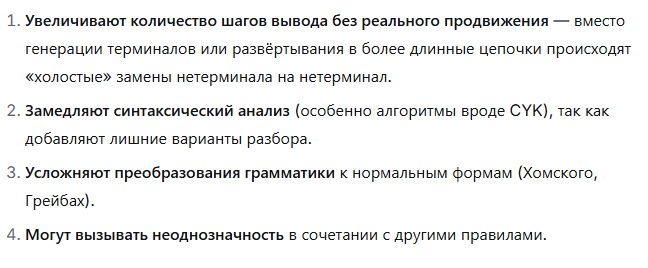 1. Увеличивают количество шагов вывода без реального продвижения — вместо
генерации терминалов или развёртывания в более длинные цепочки происходят
«холостые» замены нетерминала на нетерминал.
2. Замедляют синтаксический анализ (особенно алгоритмы вроде CYK), так как
добавляют лишние варианты разбора.
3. Усложняют преобразования грамматики к нормальным формам (Хомского,
Грейбах).
4. Могут вызывать неоднозначность в сочетании с другими правилами.